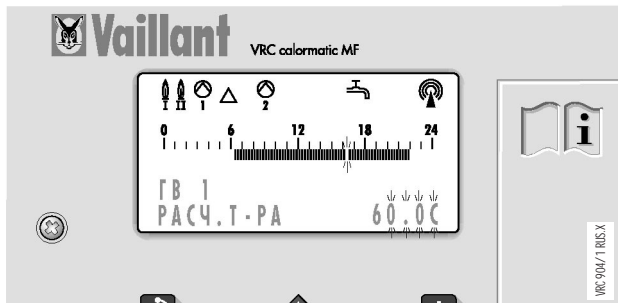 Vaillant
VRC calormatic MF
I II 1 2
0 6 12 18 24
ГВ 1
РАСЧ.Т-РА 60.0C
i
VRC 904/1 RUS.X